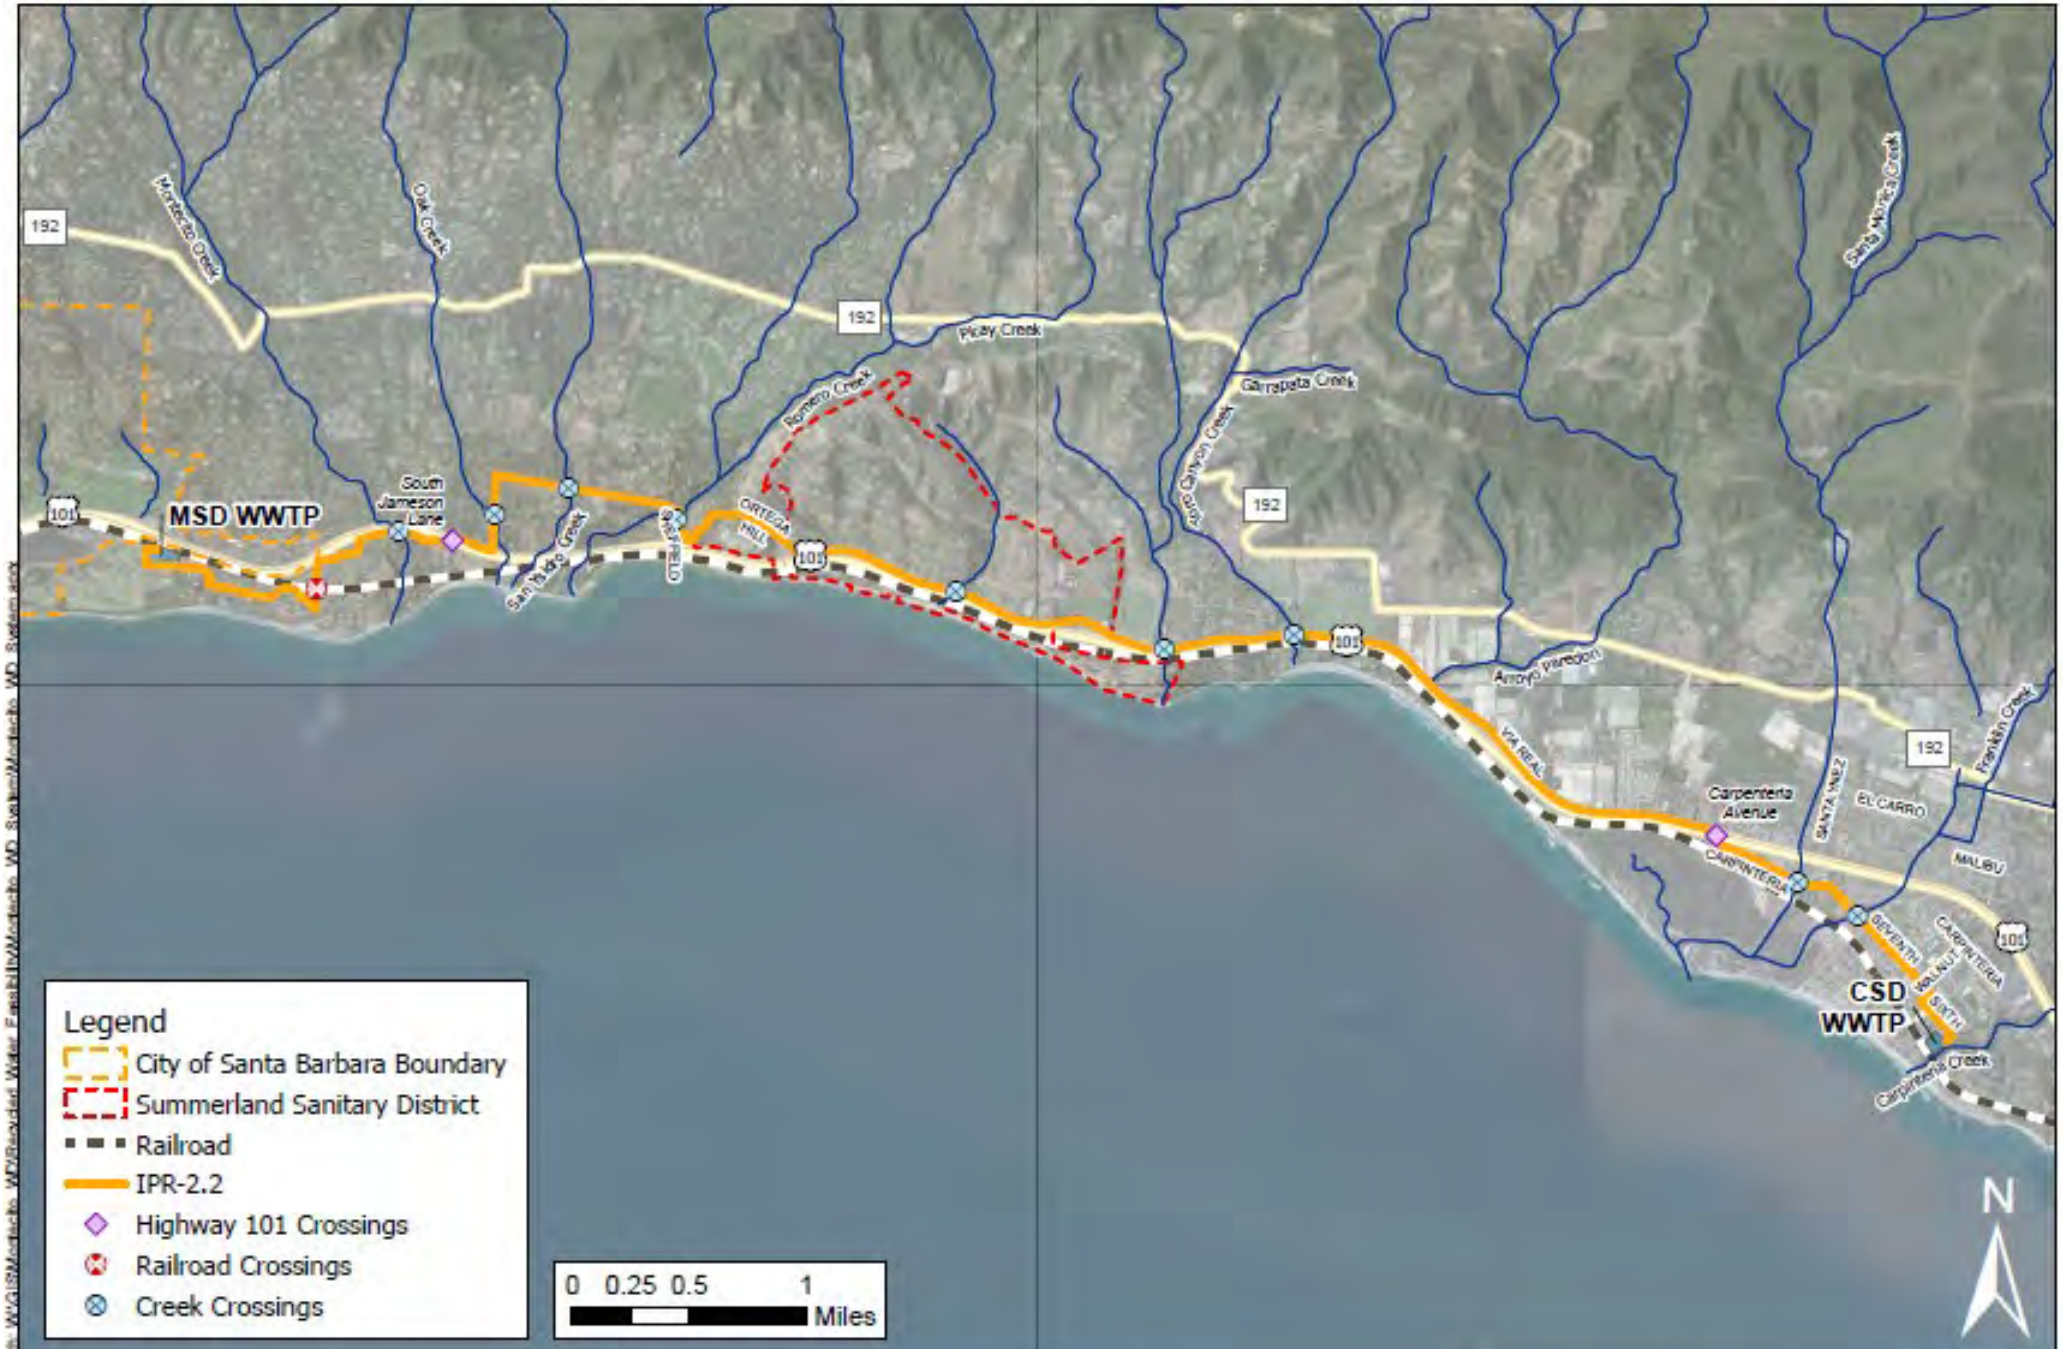 192
Montecito Creek
Oak Creek
Santa Monica Creek
192
Picay Creek
Romero Creek
Garrapata Creek
Arroyo Canyon Creek
192
101
MSD WWTP
South
Jameson
Lane
San Ysidro Creek
SHEFFIELD
ORTEGA
HILL
101
101
Arroyo Paredon
VIA REAL
192
Franklin Creek
Carpenteria
Avenue
SANTA YNEZ
EL CARRO
MALIBU
CARPINTERIA
SEVENTH
WALNUT
CARPINTERIA
101
SIXTH
CSD
WWTP
Carpinteria Creek
Legend
City of Santa Barbara Boundary
Summerland Sanitary District
Railroad
IPR-2.2
Highway 101 Crossings
Railroad Crossings
Creek Crossings
0 0.25 0.5 1
Miles
N